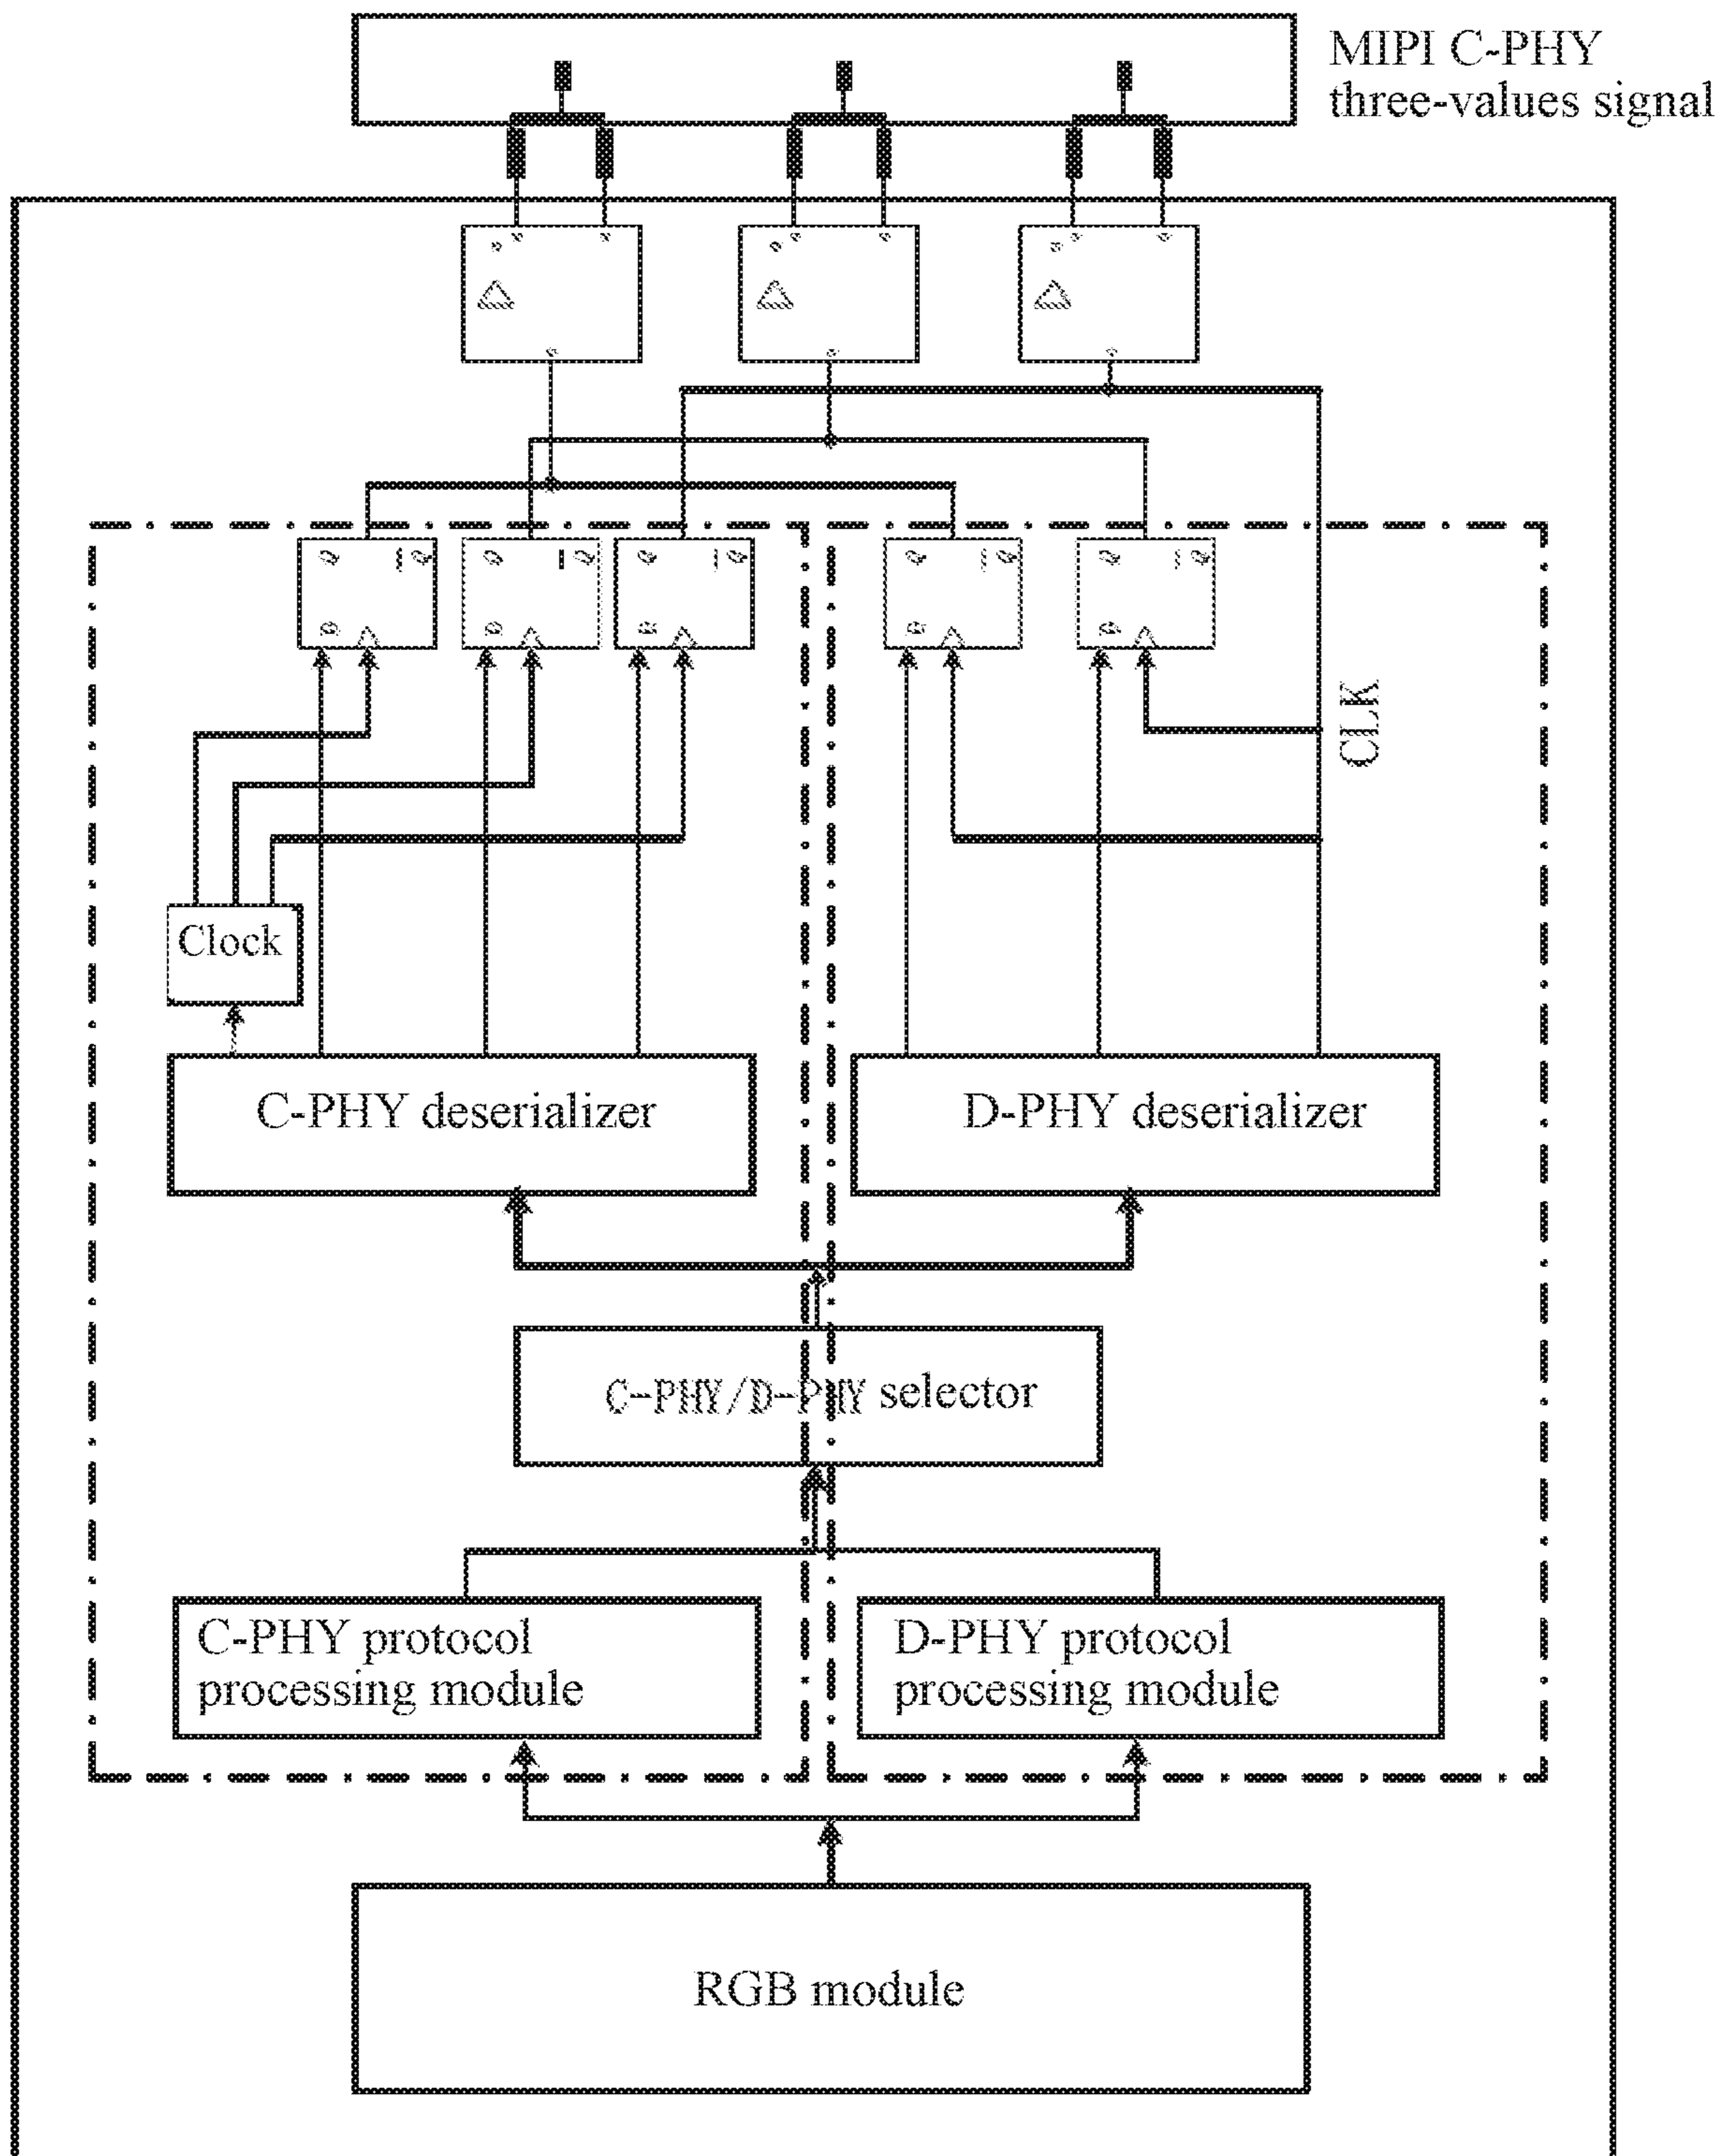 MIPI C-PHY
three-values signal
Q Q Q Q Q Q Q Q Q Q
D D D D
CLK
Clock
C-PHY deserializer
D-PHY deserializer
C-PHY/D-PHY selector
C-PHY protocol
processing module
D-PHY protocol
processing module
RGB module